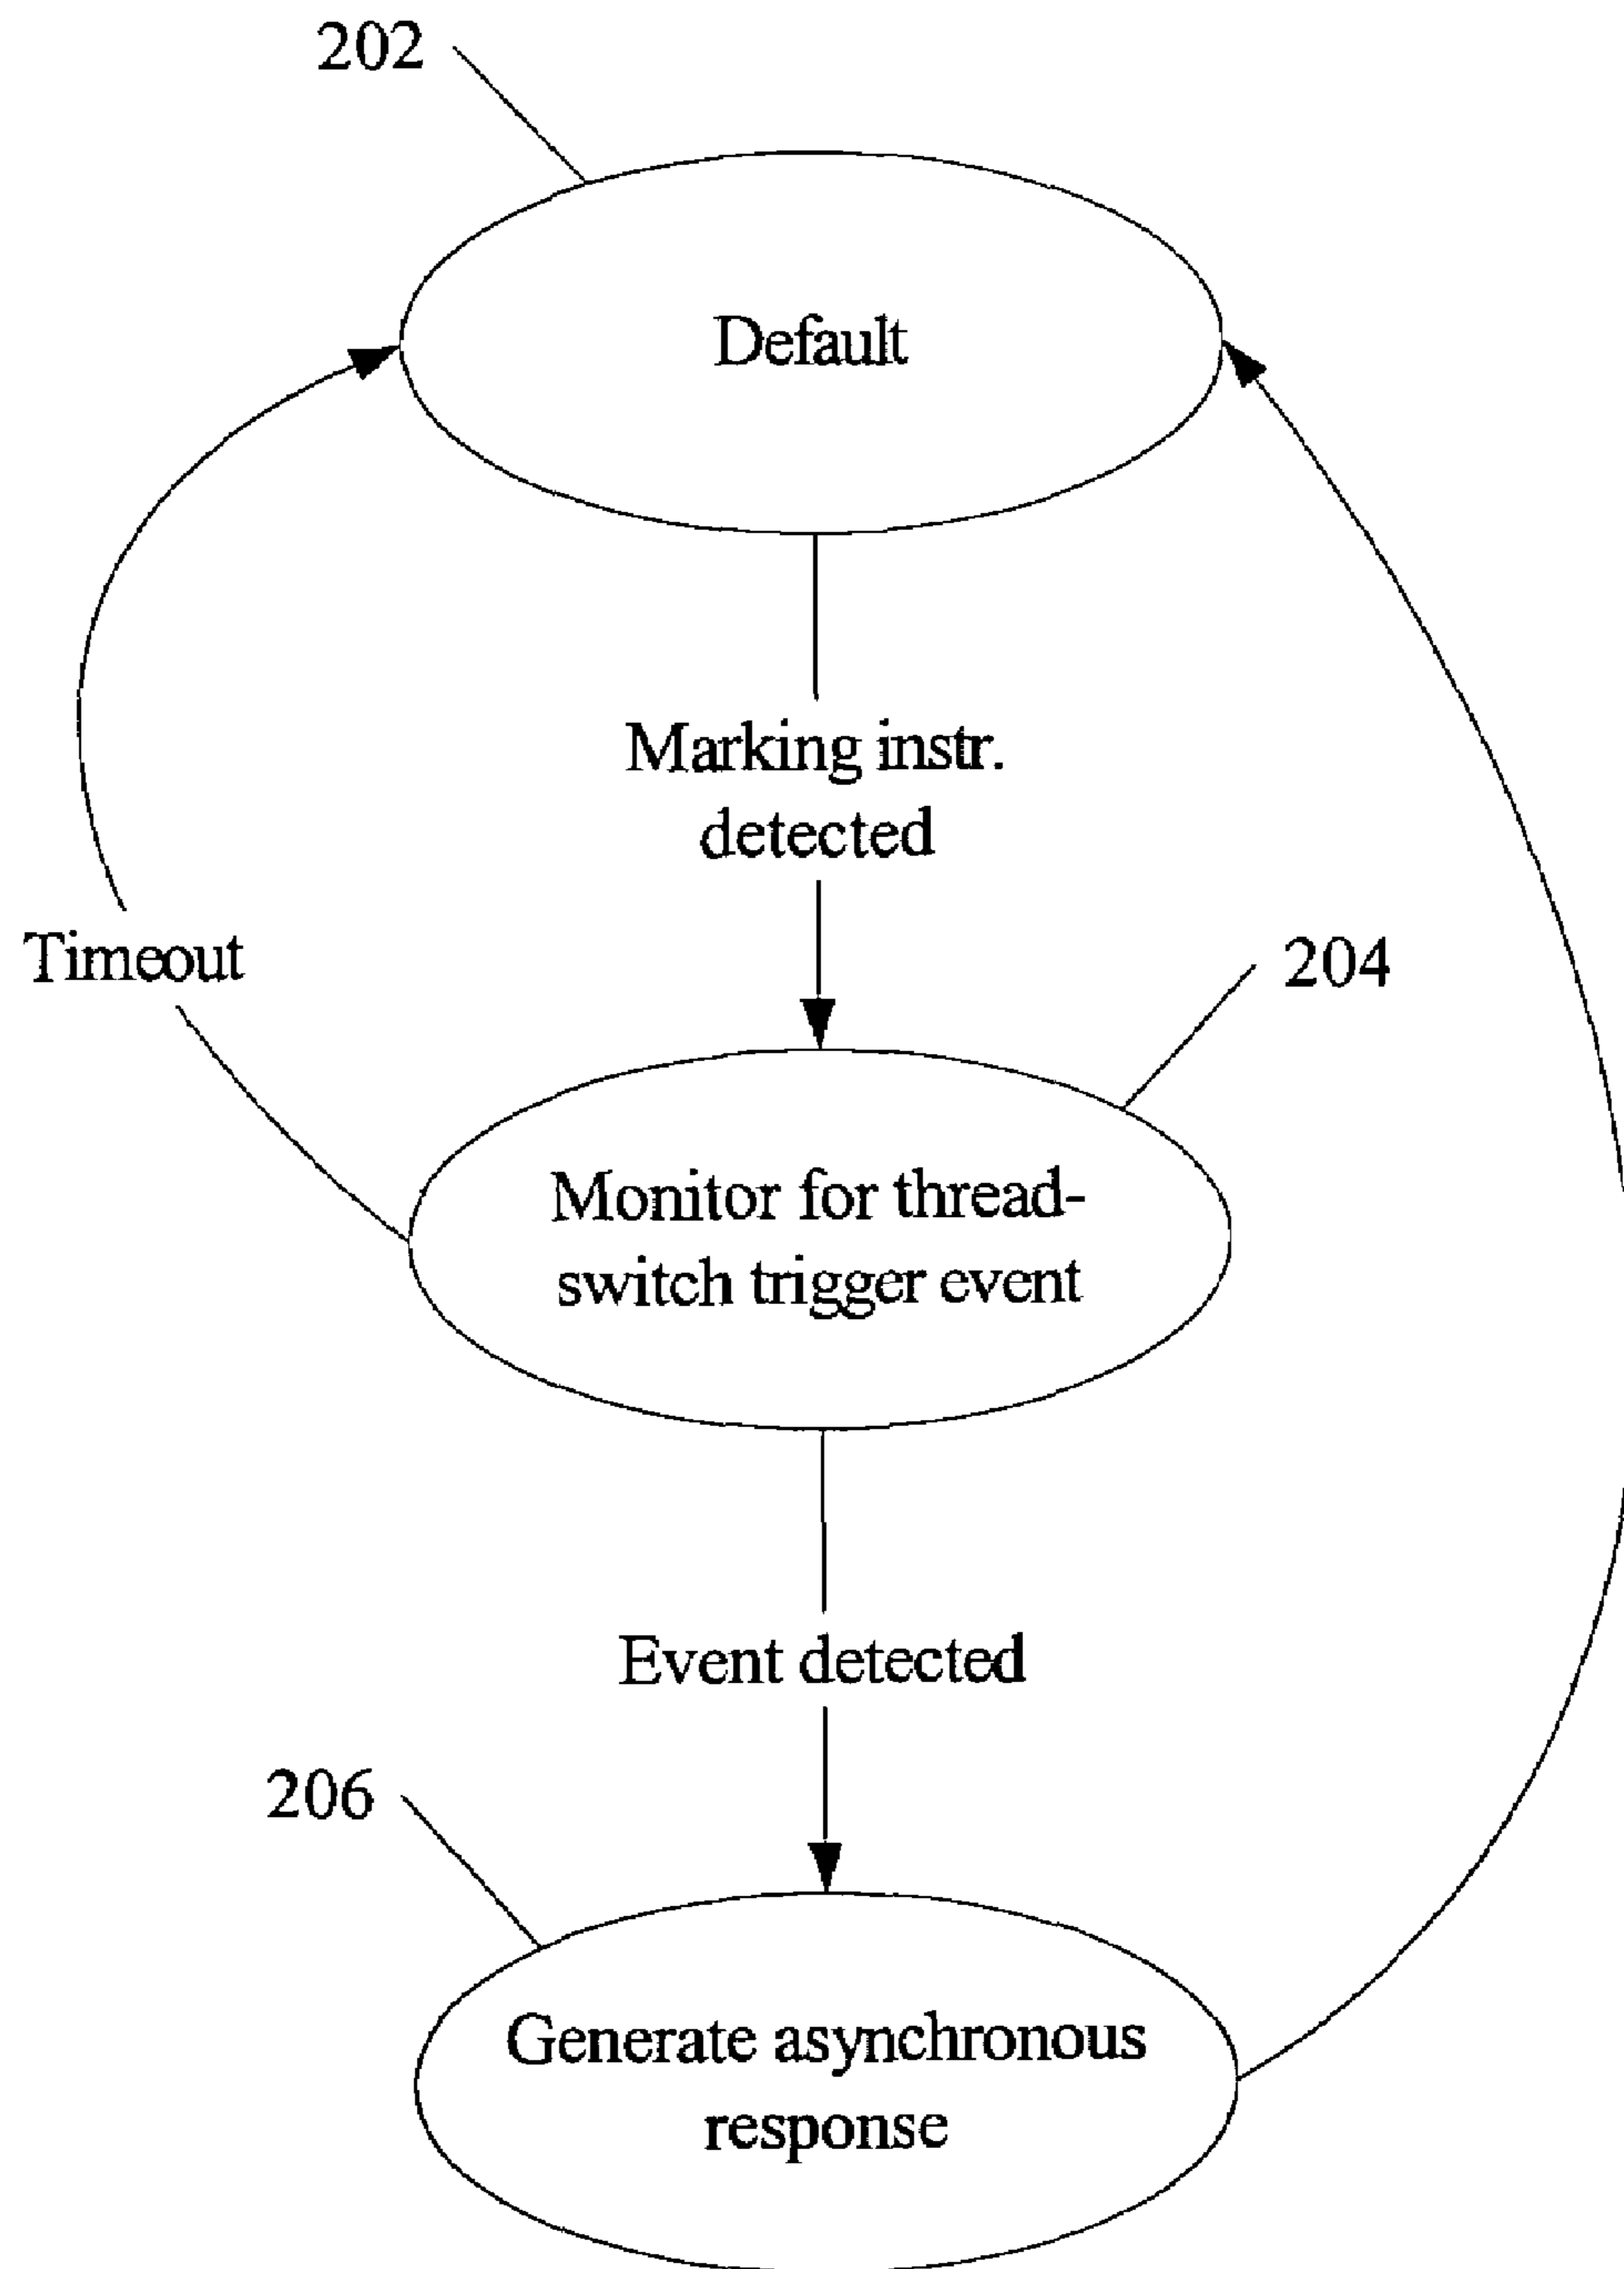 202
Default
Marking instr.
detected
Timeout
204
Monitor for thread-
switch trigger event
Event detected
206
Generate asynchronous
response